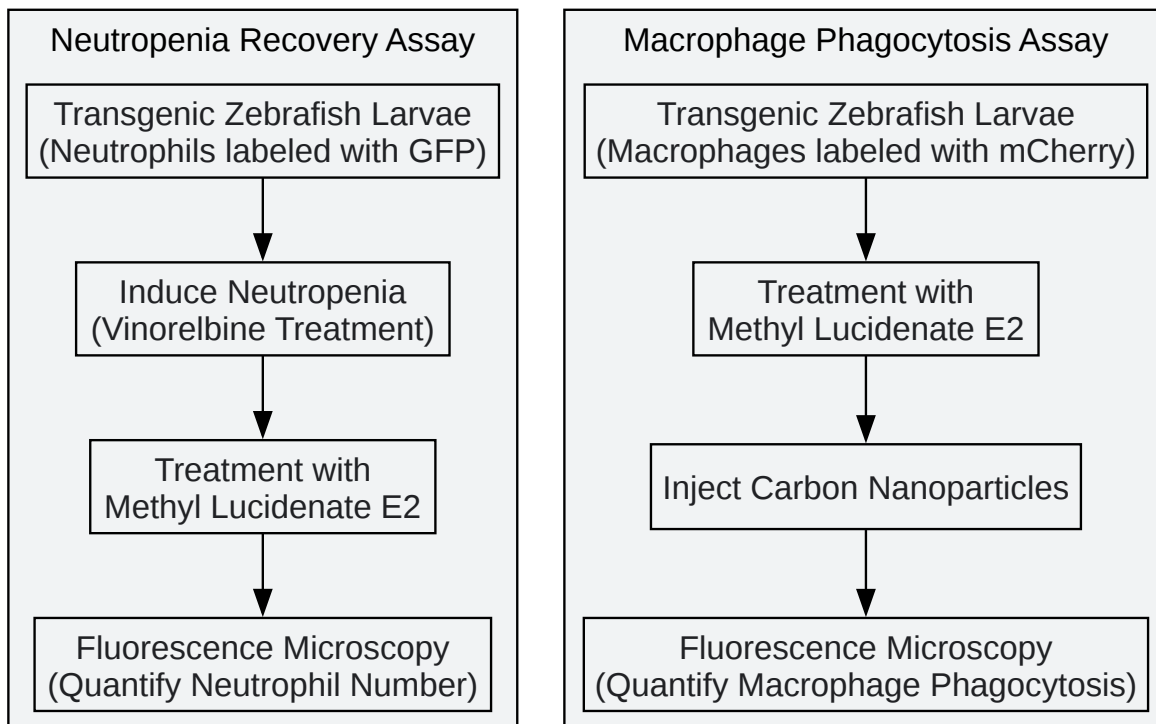 Neutropenia Recovery Assay
Transgenic Zebrafish Larvae
(Neutrophils labeled with GFP)
Induce Neutropenia
(Vinorelbine Treatment)
Treatment with
Methyl Lucidenate E2
Fluorescence Microscopy
(Quantify Neutrophil Number)
Macrophage Phagocytosis Assay
Transgenic Zebrafish Larvae
(Macrophages labeled with mCherry)
Treatment with
Methyl Lucidenate E2
Inject Carbon Nanoparticles
Fluorescence Microscopy
(Quantify Macrophage Phagocytosis)